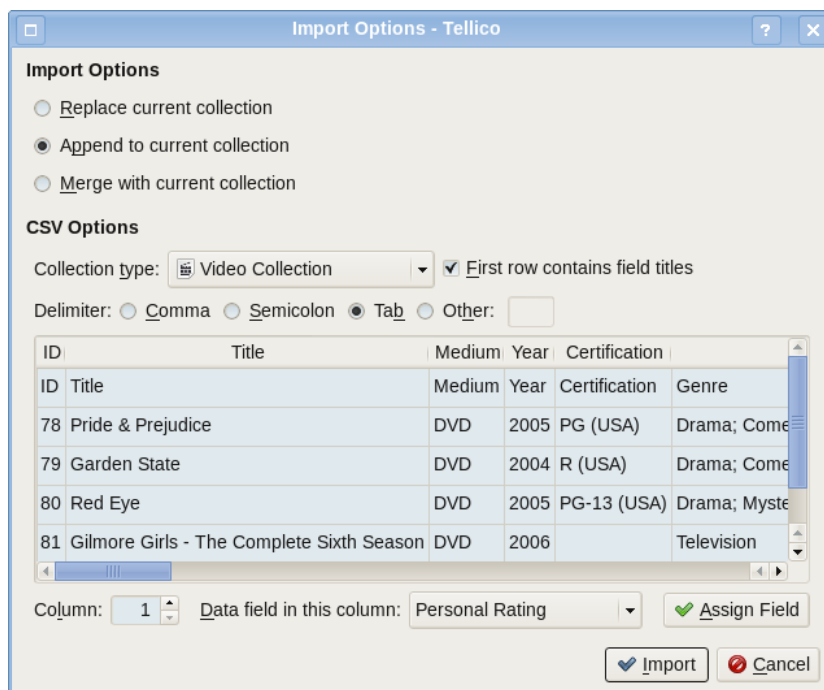 Import Options - Tellico ?
Import Options
Replace current collection
Append to current collection
Merge with current collection
CSV Options
Collection type: Video Collection First row contains field titles
Delimiter: Comma Semicolon Tab Other:
ID Title Medium Year Certification
ID Title Medium Year Certification Genre
78 Pride & Prejudice DVD 2005 PG (USA) Drama; Come
79 Garden State DVD 2004 R (USA) Drama; Come
80 Red Eye DVD 2005 PG-13 (USA) Drama; Myste
81 Gilmore Girls - The Complete Sixth Season DVD 2006 Television
Column: 1 Data field in this column: Personal Rating Assign Field
Import Cancel